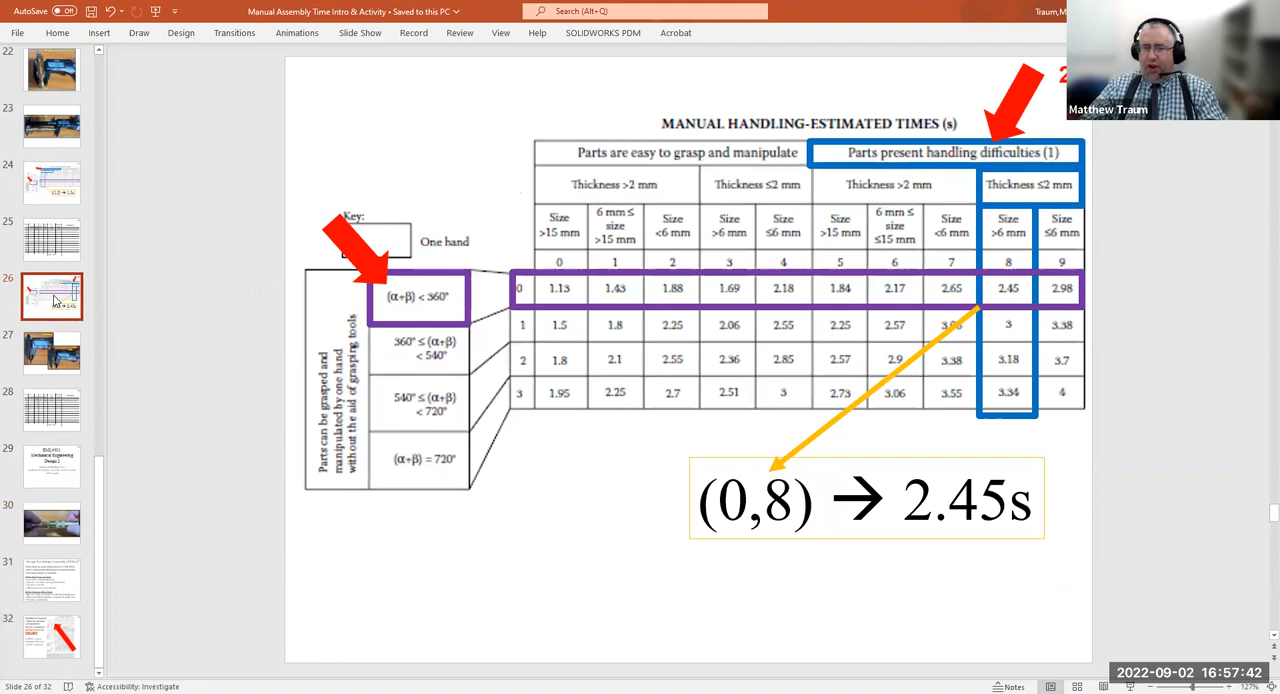 AutoSave Off
Manual Assembly Time Intro & Activity • Saved to this PC
Search (Alt+Q)
Traum,M
File Home Insert Draw Design Transitions Animations Slide Show Record Review View Help SOLIDWORKS PDM Acrobat
Matthew Traum
22
23
24
25
26
27
28
29
30
31
32
MANUAL HANDLING-ESTIMATED TIMES (s)
Parts are easy to grasp and manipulate Parts present handling difficulties (1)
Thickness >2 mm Thickness ≤2 mm Thickness >2 mm Thickness ≤2 mm
Key:
One hand
Size >15 mm
6 mm ≤ size >15 mm
Size <6 mm
Size >6 mm
Size ≤6 mm
Size >15 mm
6 mm ≤ size ≤15 mm
Size <6 mm
Size >6 mm
Size ≤6 mm
0 1 2 3 4 5 6 7 8 9
Parts can be grasped and manipulated by one hand without the aid of grasping tools
(α+β) < 360°
0 1.13 1.43 1.88 1.69 2.18 1.84 2.17 2.65 2.45 2.98
360° ≤ (α+β) < 540°
1 1.5 1.8 2.25 2.06 2.55 2.25 2.57 3 3.38
540° ≤ (α+β) < 720°
2 1.8 2.1 2.55 2.36 2.85 2.57 2.9 3.38 3.18 3.7
(α+β) = 720°
3 1.95 2.25 2.7 2.51 3 2.73 3.06 3.55 3.34 4
(0,8) → 2.45s
2022-09-02 16:57:42
Slide 26 of 32 Accessibility: Investigate Notes 127%